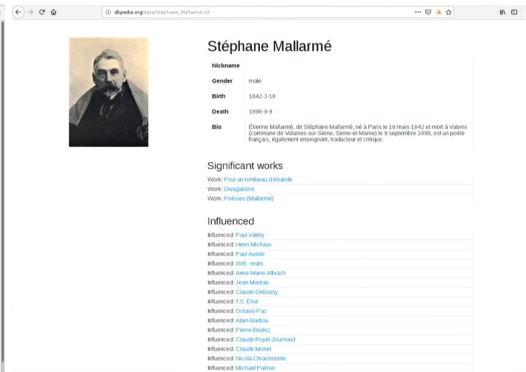 dbpedia.org/data/Stéphane_Mallarmé.rdf
Stéphane Mallarmé
Nickname
Gender male
Birth 1842-3-18
Death 1898-9-9
Bio Étienne Mallarmé, dit Stéphane Mallarmé, né à Paris le 18 mars 1842 et mort à Valvins
(commune de Vulaines-sur-Seine, Seine-et-Marne) le 9 septembre 1898, est un poète
français, également enseignant, traducteur et critique.
Significant works
Work: Pour un tombeau d'Anatole
Work: Divagations
Work: Poésies (Mallarmé)
Influenced
Influenced: Paul Valéry
Influenced: Henri Michaux
Influenced: Paul Auster
Influenced: W.B. Yeats
Influenced: Anne-Marie Albiach
Influenced: Jean Moréas
Influenced: Claude Debussy
Influenced: T.S. Eliot
Influenced: Octavio Paz
Influenced: Alain Badiou
Influenced: Pierre Boulez
Influenced: Claude Royet-Journoud
Influenced: Claude Monet
Influenced: Nicola Chiaromonte
Influenced: Michael Palmer